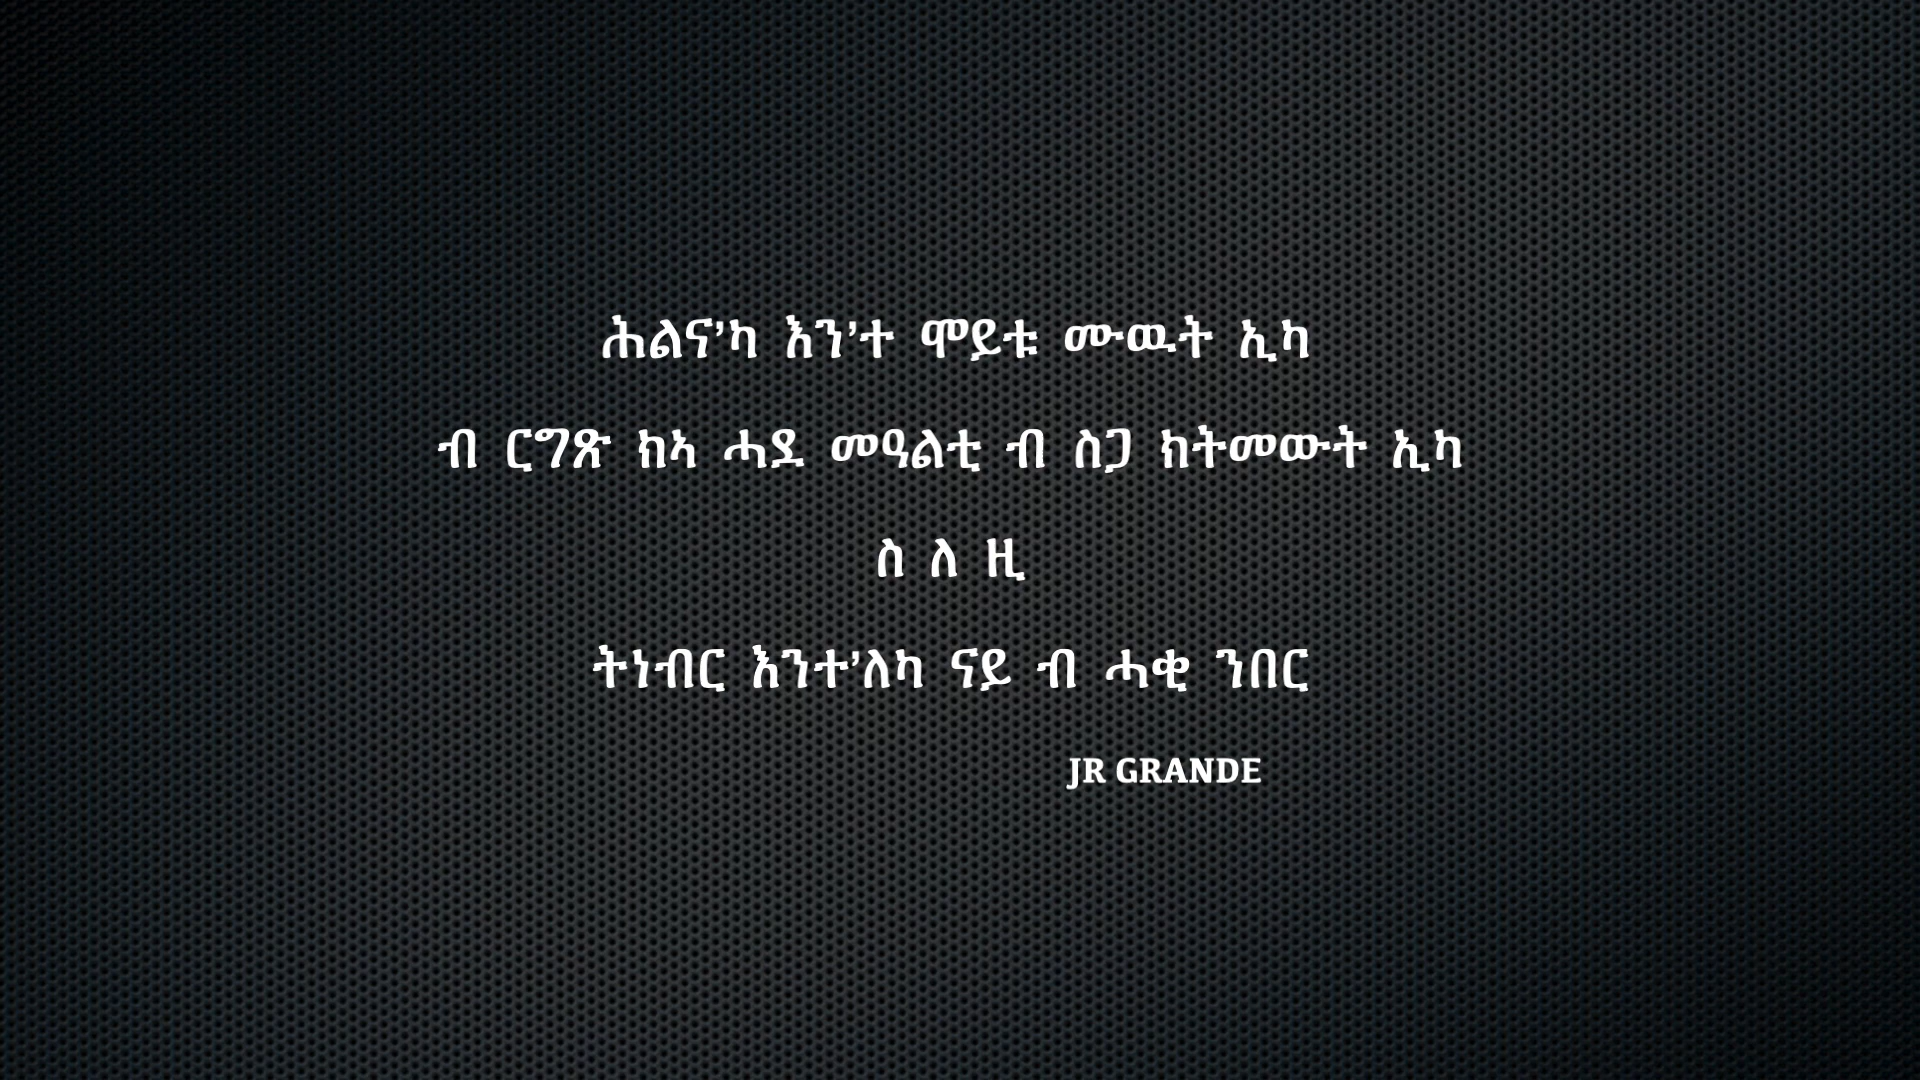 ሕልና’ካ እን’ተ ሞይቱ ሙዉት ኢካ
ብ ርግጽ ክኣ ሓደ መዓልቲ ብ ስጋ ክትመውት ኢካ
ስ ለ ዚ
ትነብር እንተ’ለካ ናይ ብ ሓቂ ንበር
JR GRANDE